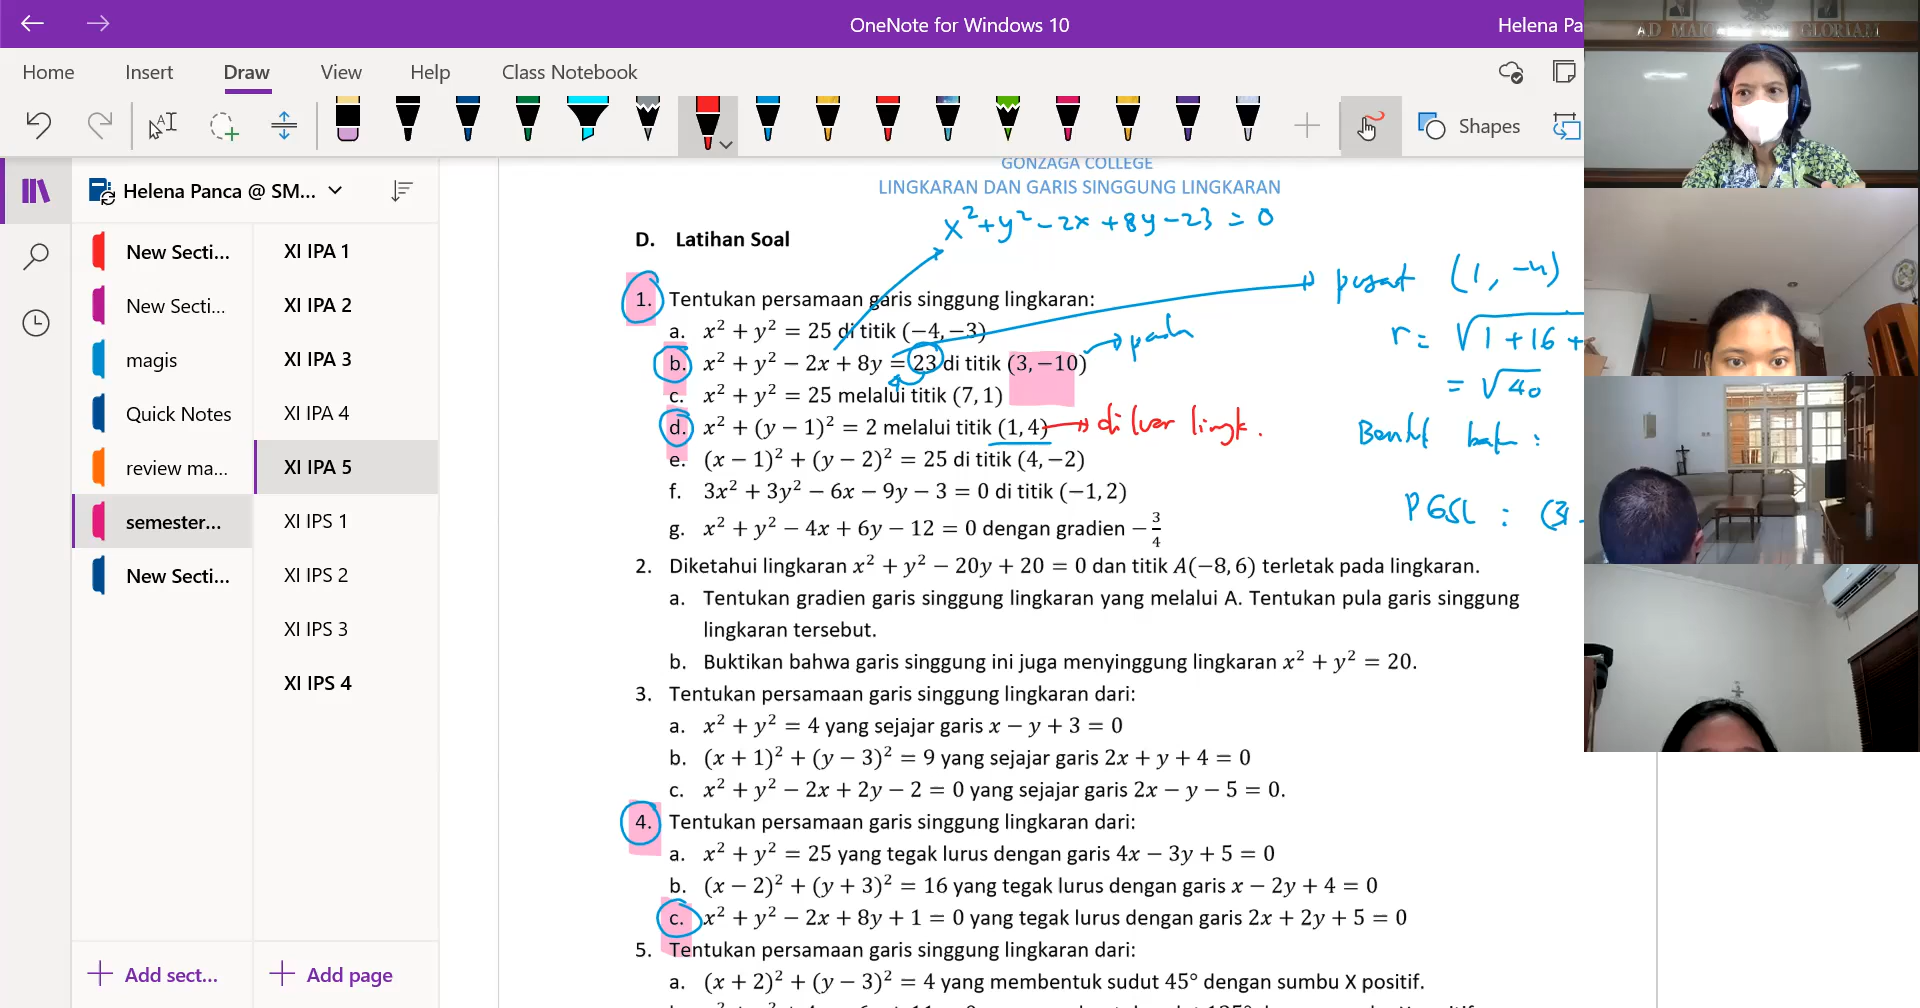 OneNote for Windows 10
Helena Pa
AD MAIO GLORIAM
Home Insert Draw View Help Class Notebook
Shapes
Helena Panca @ SM...
New Secti...
New Secti...
magis
Quick Notes
review ma...
semester...
New Secti...
Add sect...
XI IPA 1
XI IPA 2
XI IPA 3
XI IPA 4
XI IPA 5
XI IPS 1
XI IPS 2
XI IPS 3
XI IPS 4
Add page
GONZAGA COLLEGE
LINGKARAN DAN GARIS SINGGUNG LINGKARAN
x² + y² - 2x + 8y - 23 = 0
D. Latihan Soal
pusat (1, -4)
1. Tentukan persamaan garis singgung lingkaran:
a. x² + y² = 25 di titik (−4, −3)
pada
r = √1 + 16 +
b. x² + y² − 2x + 8y = 23 di titik (3, −10)
= √40
c. x² + y² = 25 melalui titik (7, 1)
d. x² + (y − 1)² = 2 melalui titik (1, 4)
di luar lingk.
Bentuk baku :
e. (x − 1)² + (y − 2)² = 25 di titik (4, −2)
f. 3x² + 3y² − 6x − 9y − 3 = 0 di titik (−1, 2)
PGSL : (3 -
g. x² + y² − 4x + 6y − 12 = 0 dengan gradien −3/4
2. Diketahui lingkaran x² + y² − 20y + 20 = 0 dan titik A(−8, 6) terletak pada lingkaran.
a. Tentukan gradien garis singgung lingkaran yang melalui A. Tentukan pula garis singgung
lingkaran tersebut.
b. Buktikan bahwa garis singgung ini juga menyinggung lingkaran x² + y² = 20.
3. Tentukan persamaan garis singgung lingkaran dari:
a. x² + y² = 4 yang sejajar garis x − y + 3 = 0
b. (x + 1)² + (y − 3)² = 9 yang sejajar garis 2x + y + 4 = 0
c. x² + y² − 2x + 2y − 2 = 0 yang sejajar garis 2x − y − 5 = 0.
4. Tentukan persamaan garis singgung lingkaran dari:
a. x² + y² = 25 yang tegak lurus dengan garis 4x − 3y + 5 = 0
b. (x − 2)² + (y + 3)² = 16 yang tegak lurus dengan garis x − 2y + 4 = 0
c. x² + y² − 2x + 8y + 1 = 0 yang tegak lurus dengan garis 2x + 2y + 5 = 0
5. Tentukan persamaan garis singgung lingkaran dari:
a. (x + 2)² + (y − 3)² = 4 yang membentuk sudut 45° dengan sumbu X positif.